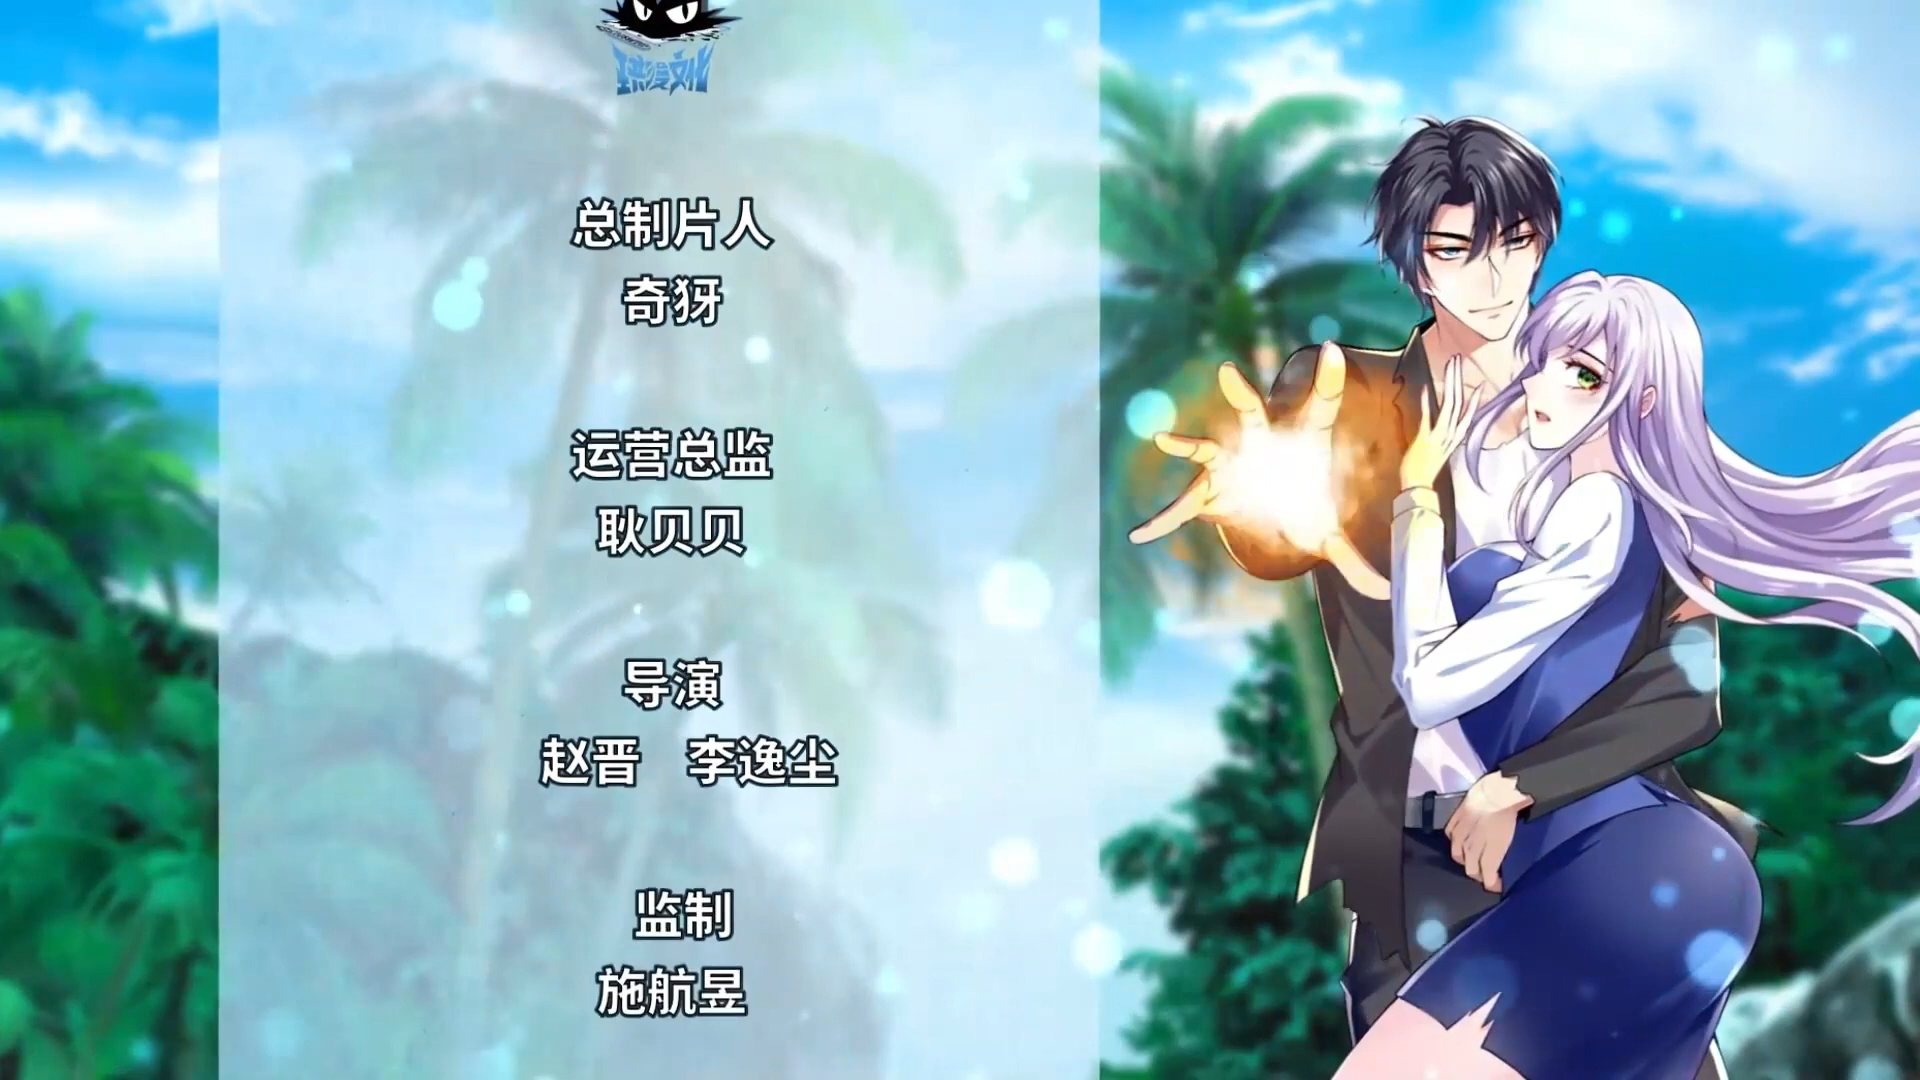 总制片人
奇犽
运营总监
耿贝贝
导演
赵晋 李逸尘
监制
施航昱